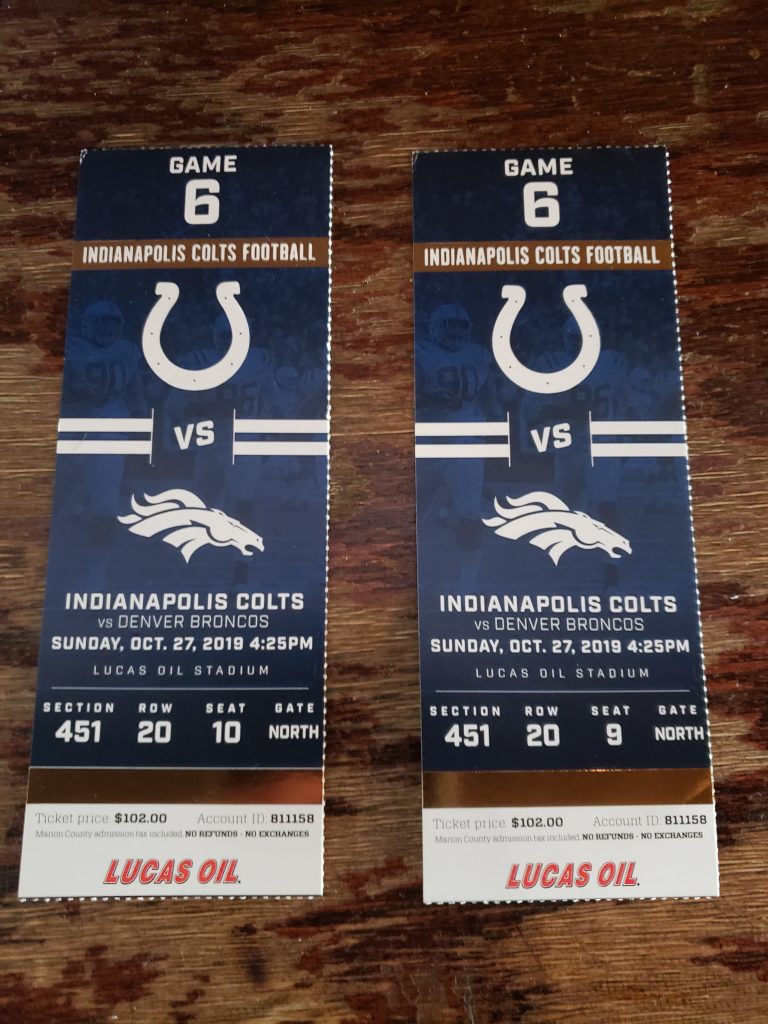 GAME
6
INDIANAPOLIS COLTS FOOTBALL
VS
INDIANAPOLIS COLTS
vs DENVER BRONCOS
SUNDAY, OCT. 27, 2019 4:25PM
LUCAS OIL STADIUM
SECTION ROW SEAT GATE
451 20 10 NORTH
Ticket price: $102.00 Account ID: 811158
Marion County admission tax included. NO REFUNDS - NO EXCHANGES
LUCAS OIL.
GAME
6
INDIANAPOLIS COLTS FOOTBALL
VS
INDIANAPOLIS COLTS
vs DENVER BRONCOS
SUNDAY, OCT. 27, 2019 4:25PM
LUCAS OIL STADIUM
SECTION ROW SEAT GATE
451 20 9 NORTH
Ticket price: $102.00 Account ID: 811158
Marion County admission tax included. NO REFUNDS - NO EXCHANGES
LUCAS OIL.